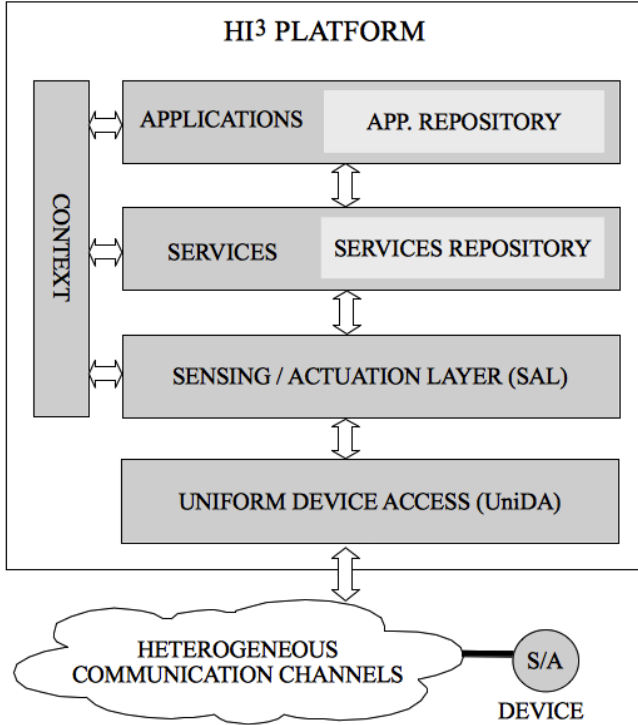 HI³ PLATFORM
APPLICATIONS
APP. REPOSITORY
CONTEXT
SERVICES
SERVICES REPOSITORY
SENSING / ACTUATION LAYER (SAL)
UNIFORM DEVICE ACCESS (UniDA)
HETEROGENEOUS
COMMUNICATION CHANNELS
S/A
DEVICE